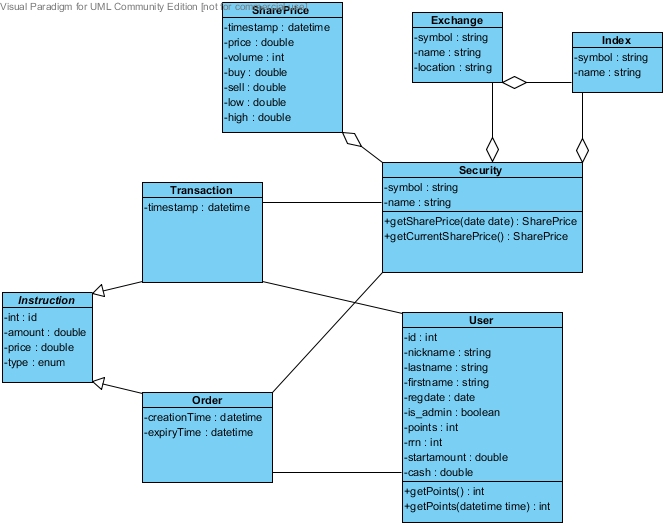 Visual Paradigm for UML Community Edition [not for commercial use]
SharePrice
-timestamp : datetime
-price : double
-volume : int
-buy : double
-sell : double
-low : double
-high : double
Exchange
-symbol : string
-name : string
-location : string
Index
-symbol : string
-name : string
Security
-symbol : string
-name : string
+getSharePrice(date date) : SharePrice
+getCurrentSharePrice() : SharePrice
Transaction
-timestamp : datetime
Instruction
-int : id
-amount : double
-price : double
-type : enum
User
-id : int
-nickname : string
-lastname : string
-firstname : string
-regdate : date
-is_admin : boolean
-points : int
-rrn : int
-startamount : double
-cash : double
+getPoints() : int
+getPoints(datetime time) : int
Order
-creationTime : datetime
-expiryTime : datetime